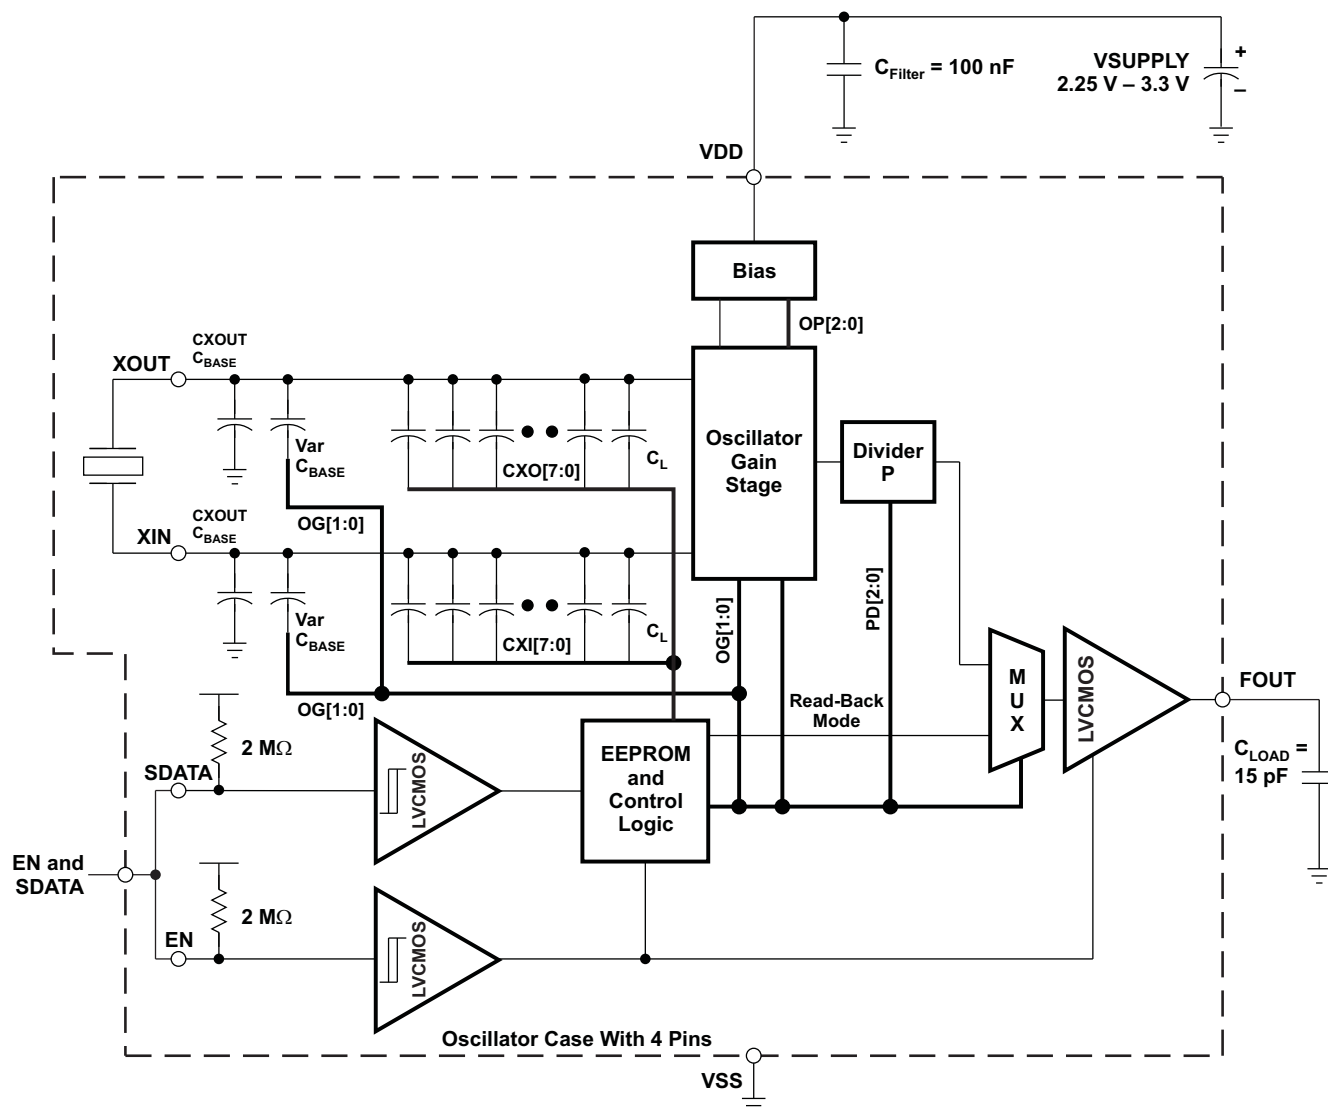 C_Filter = 100 nF
VSUPPLY
2.25 V – 3.3 V
+
–
VDD
Bias
OP[2:0]
CXOUT
C_BASE
XOUT
Var
C_BASE
CXO[7:0]
C_L
OG[1:0]
Oscillator
Gain
Stage
Divider
P
CXOUT
C_BASE
XIN
Var
C_BASE
CXI[7:0]
C_L
OG[1:0]
OG[1:0]
PD[2:0]
Read-Back
Mode
M
U
X
LVCMOS
FOUT
C_LOAD =
15 pF
2 MΩ
SDATA
LVCMOS
EEPROM
and
Control
Logic
EN and
SDATA
2 MΩ
EN
LVCMOS
Oscillator Case With 4 Pins
VSS